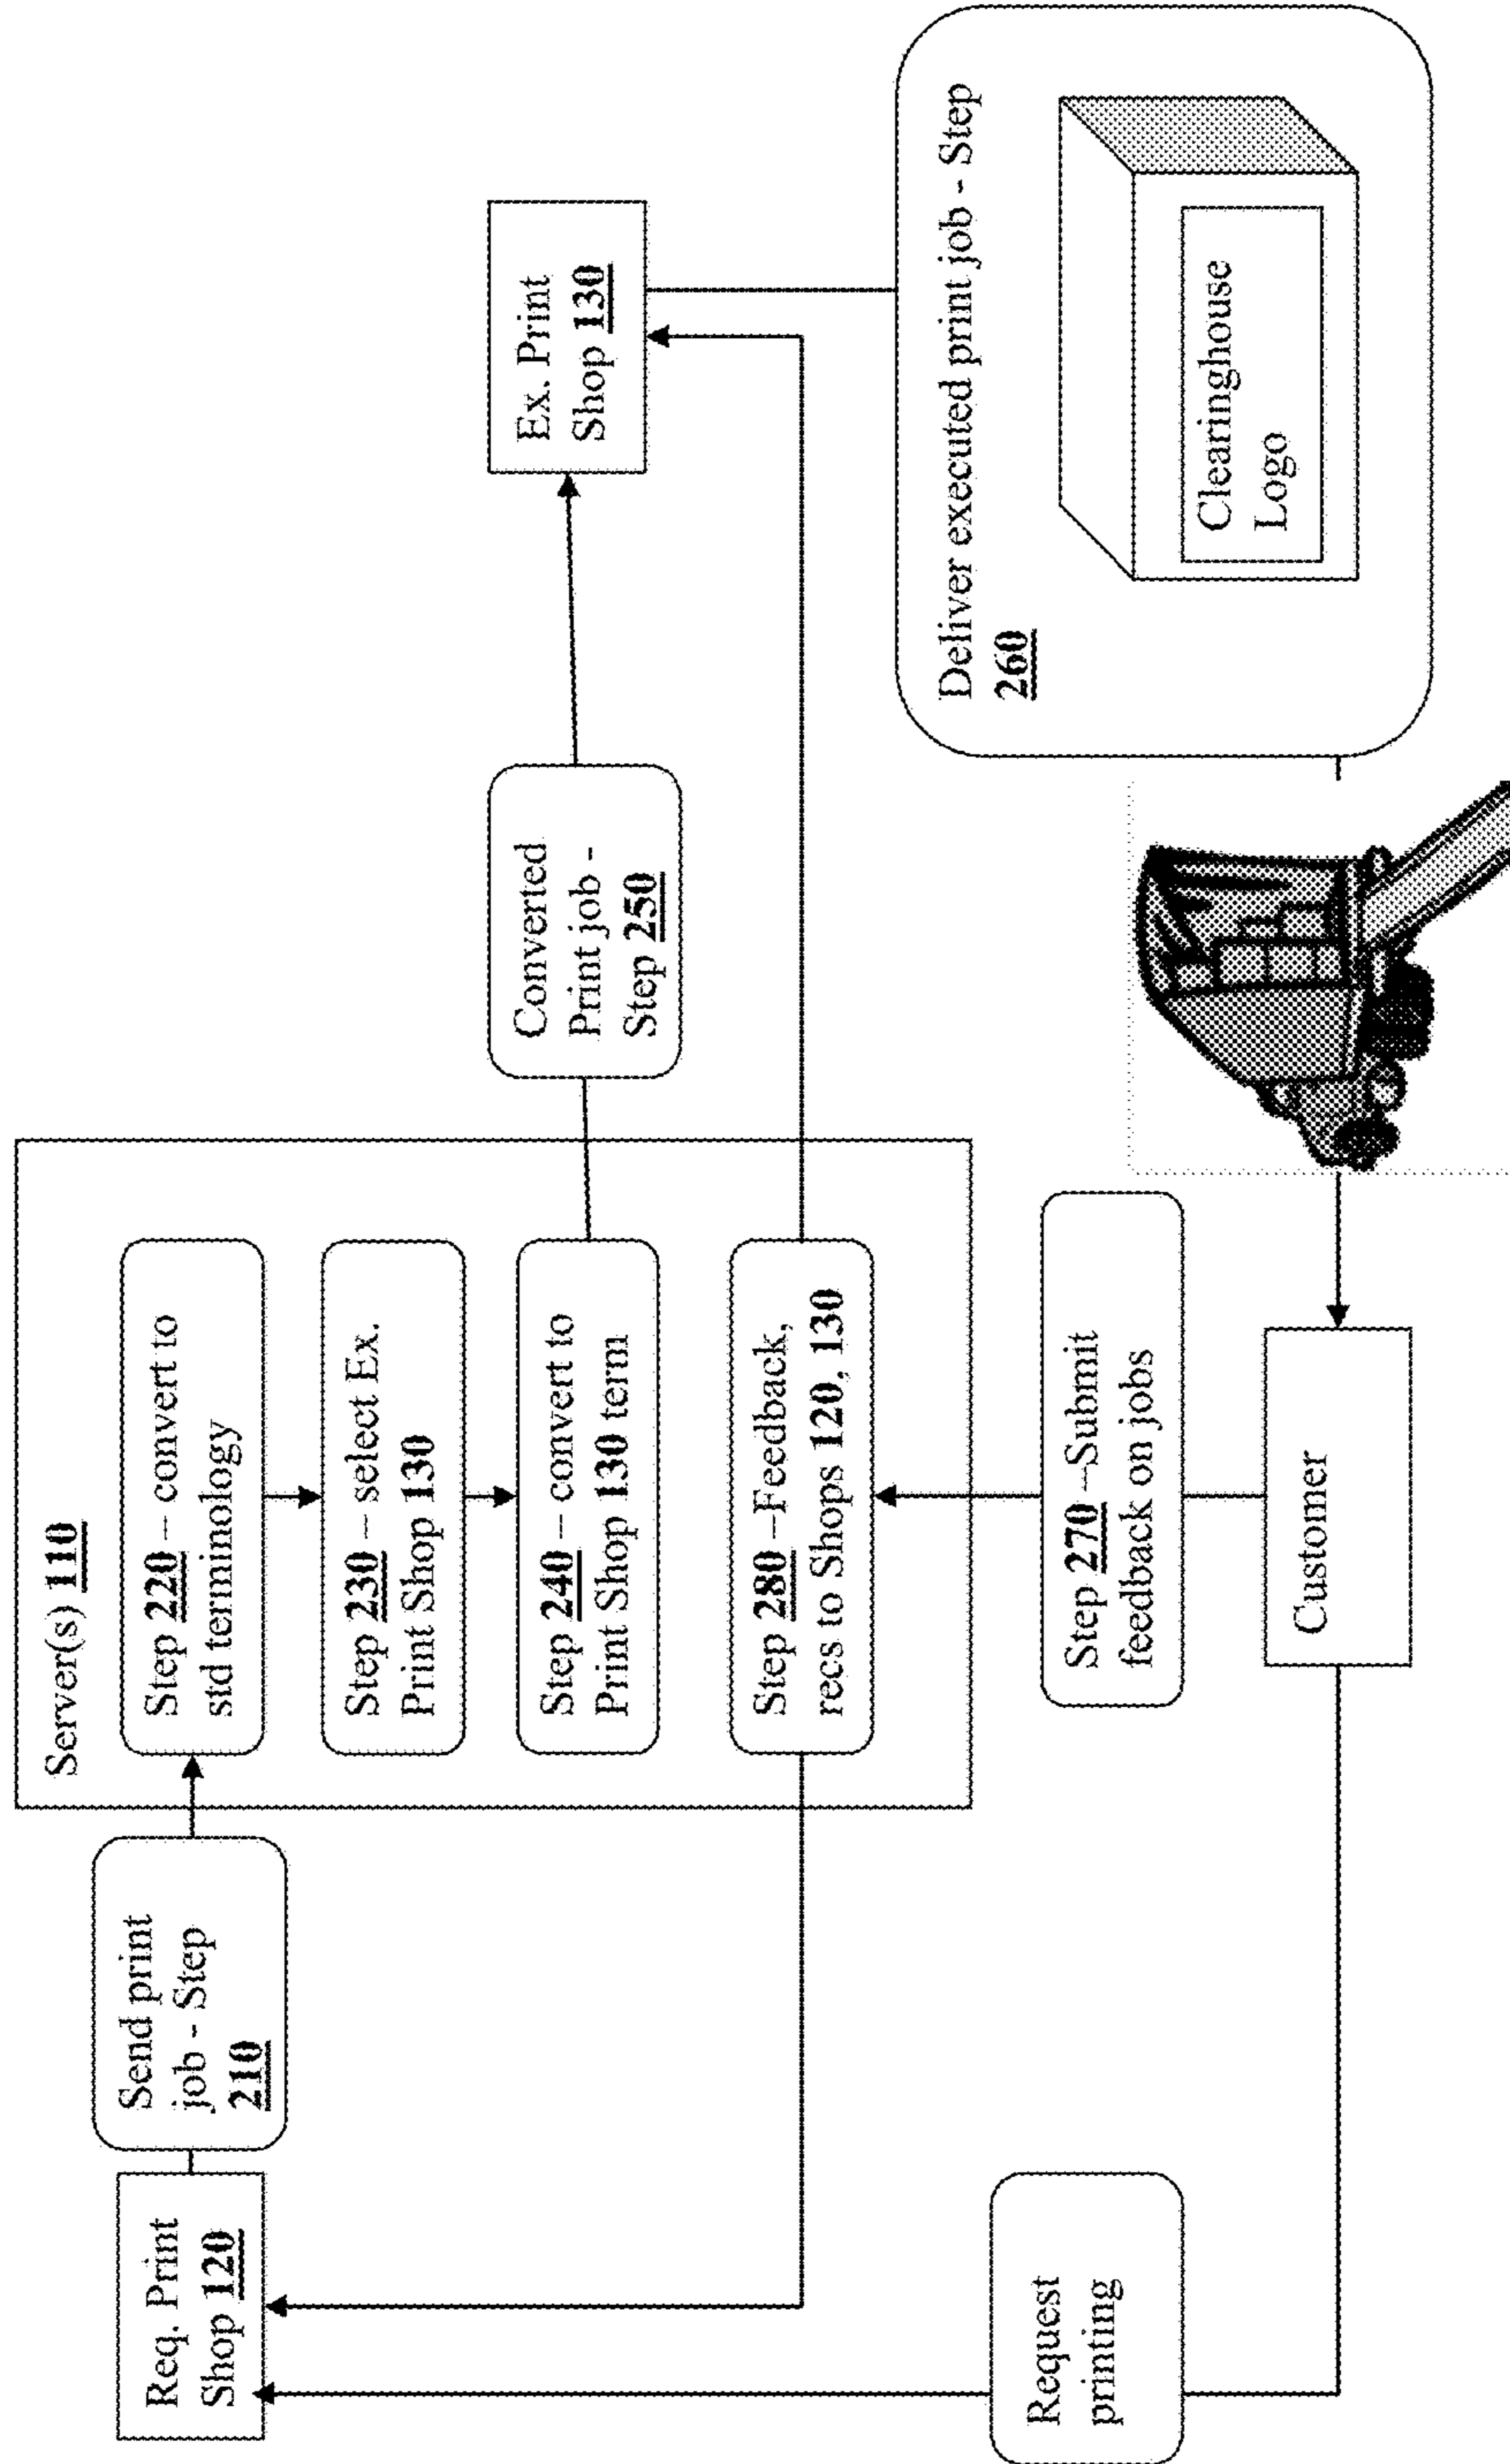 Req. Print
Shop 120
Send print
job - Step
210
Server(s) 110
Step 220 – convert to
std terminology
Step 230 – select Ex.
Print Shop 130
Step 240 – convert to
Print Shop 130 term
Step 280 –Feedback,
recs to Shops 120, 130
Converted
Print job -
Step 250
Ex. Print
Shop 130
Request
printing
Step 270 –Submit
feedback on jobs
Customer
Deliver executed print job - Step
260
Clearinghouse
Logo